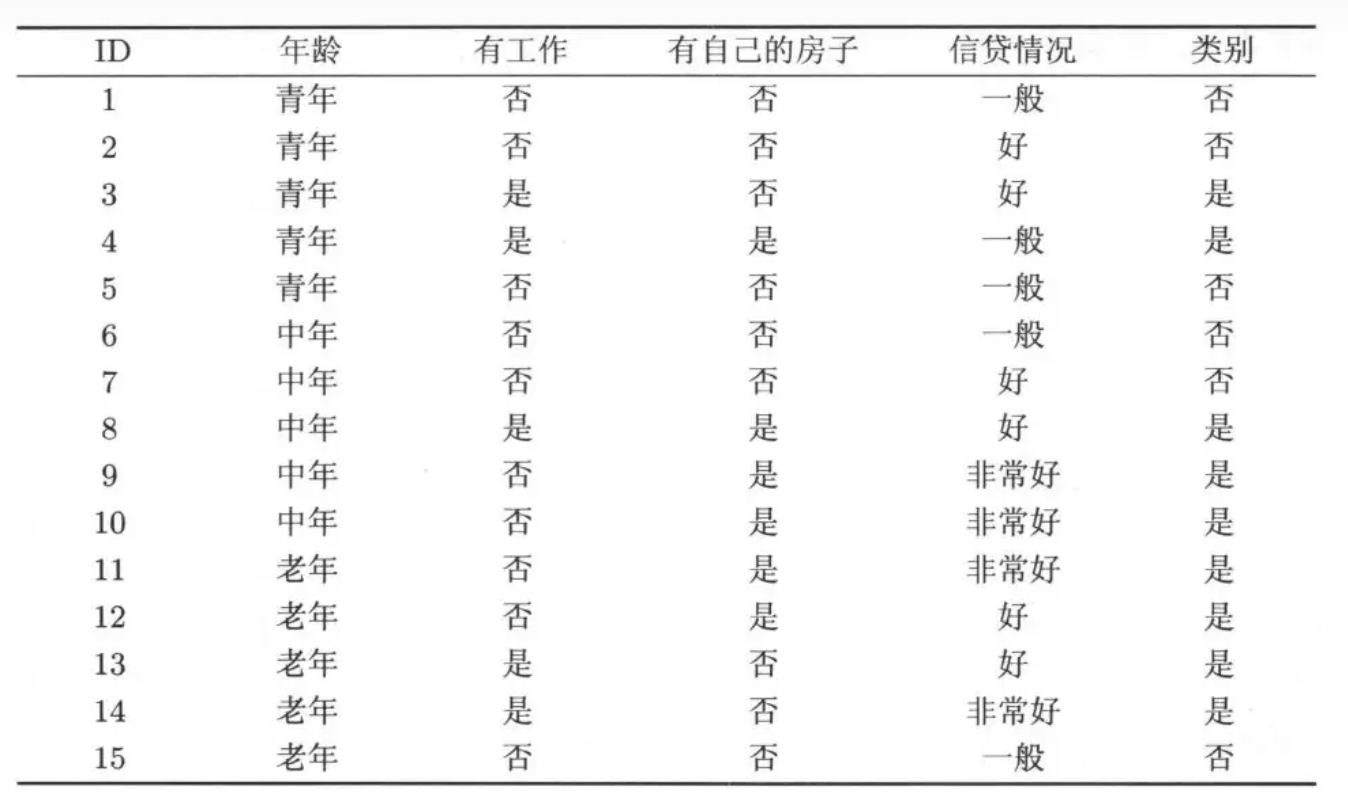 ID 年龄 有工作 有自己的房子 信贷情况 类别
1 青年 否 否 一般 否
2 青年 否 否 好 否
3 青年 是 否 好 是
4 青年 是 是 一般 是
5 青年 否 否 一般 否
6 中年 否 否 一般 否
7 中年 否 否 好 否
8 中年 是 是 好 是
9 中年 否 是 非常好 是
10 中年 否 是 非常好 是
11 老年 否 是 非常好 是
12 老年 否 是 好 是
13 老年 是 否 好 是
14 老年 是 否 非常好 是
15 老年 否 否 一般 否